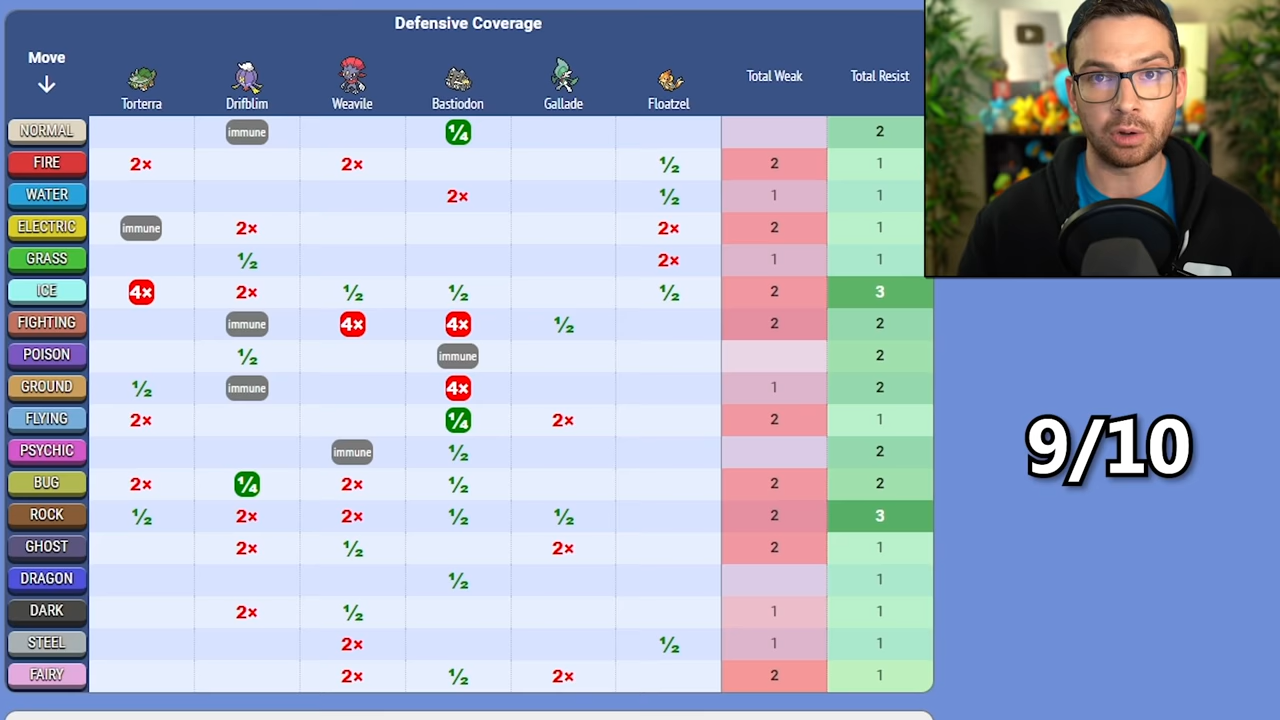 Defensive Coverage
Move Torterra Drifblim Weavile Bastiodon Gallade Floatzel Total Weak Total Resist
NORMAL immune ¼ 2
FIRE 2× 2× ½ 2 1
WATER 2× ½ 1 1
ELECTRIC immune 2× 2× 2 1
GRASS ½ 2× 1 1
ICE 4× 2× ½ ½ ½ 2 3
FIGHTING immune 4× 4× ½ 2 2
POISON ½ immune 2
GROUND ½ immune 4× 1 2
FLYING 2× ¼ 2× 2 1
PSYCHIC immune ½ 2
BUG 2× ¼ 2× ½ 2 2
ROCK ½ 2× 2× ½ ½ 2 3
GHOST 2× ½ 2× 2 1
DRAGON ½ 1
DARK 2× ½ 1 1
STEEL 2× ½ 1 1
FAIRY 2× ½ 2× 2 1
9/10